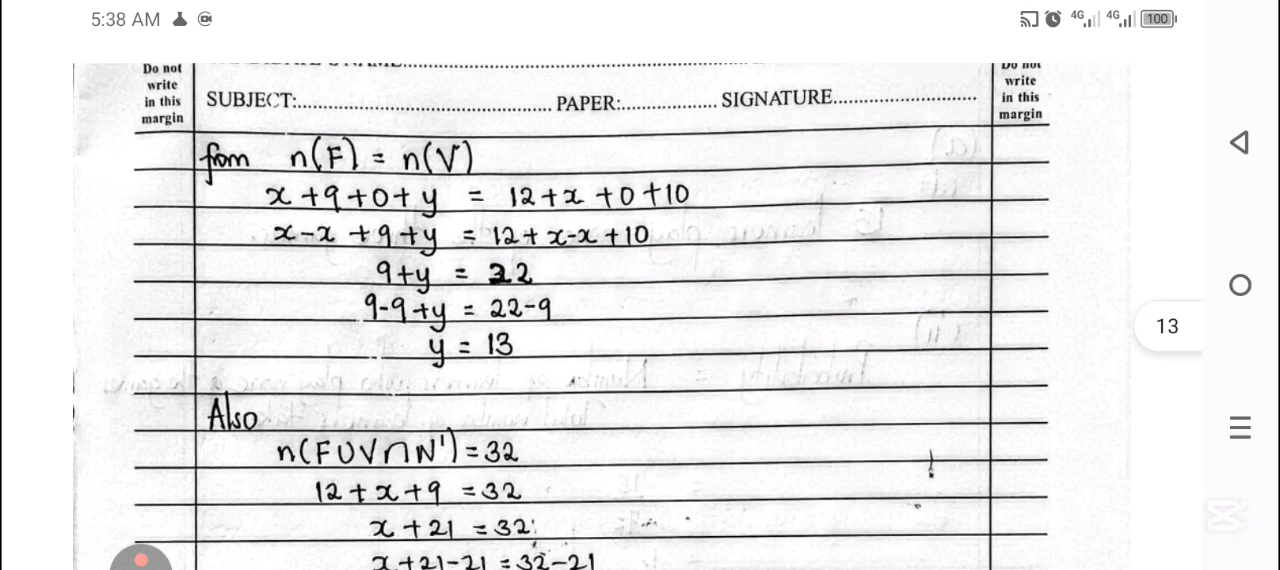 5:38 AM 4G 4G 100
Do not
write
in this
margin
SUBJECT:.......... PAPER:.......... SIGNATURE..........
Do not
write
in this
margin
from n(F) = n(V)
x+9+0+y = 12+x+0+10
x-x+9+y = 12+x-x+10
9+y = 22
9-9+y = 22-9
y = 13
13
Also
n(FUV∩N') = 32
12+x+9 = 32
x+21 = 32
x+21-21 = 32-21